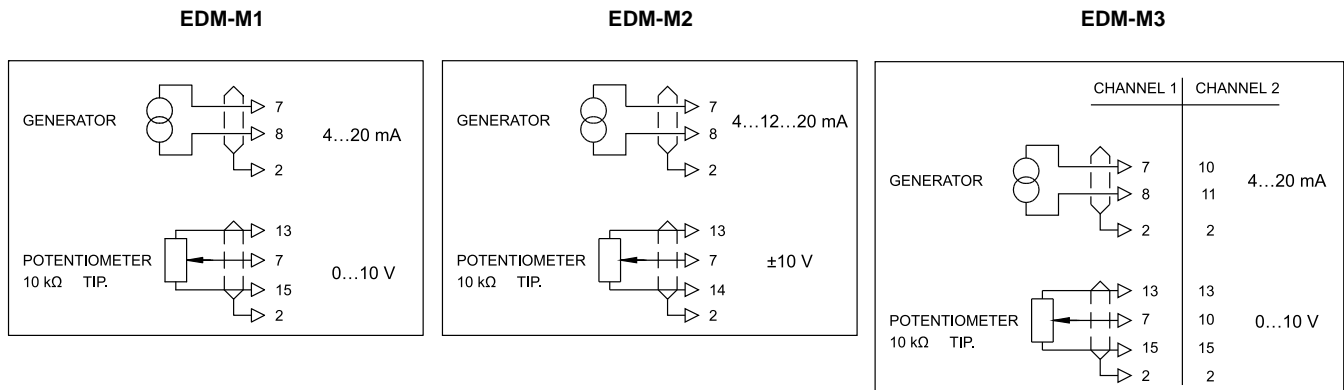 EDM-M1
GENERATOR
7
8
2
4...20 mA
POTENTIOMETER
10 kΩ TIP.
13
7
15
2
0...10 V
EDM-M2
GENERATOR
7
8
2
4...12...20 mA
POTENTIOMETER
10 kΩ TIP.
13
7
14
2
±10 V
EDM-M3
CHANNEL 1 CHANNEL 2
GENERATOR
7 10
8 11
2 2
4...20 mA
POTENTIOMETER
10 kΩ TIP.
13 13
7 10
15 15
2 2
0...10 V